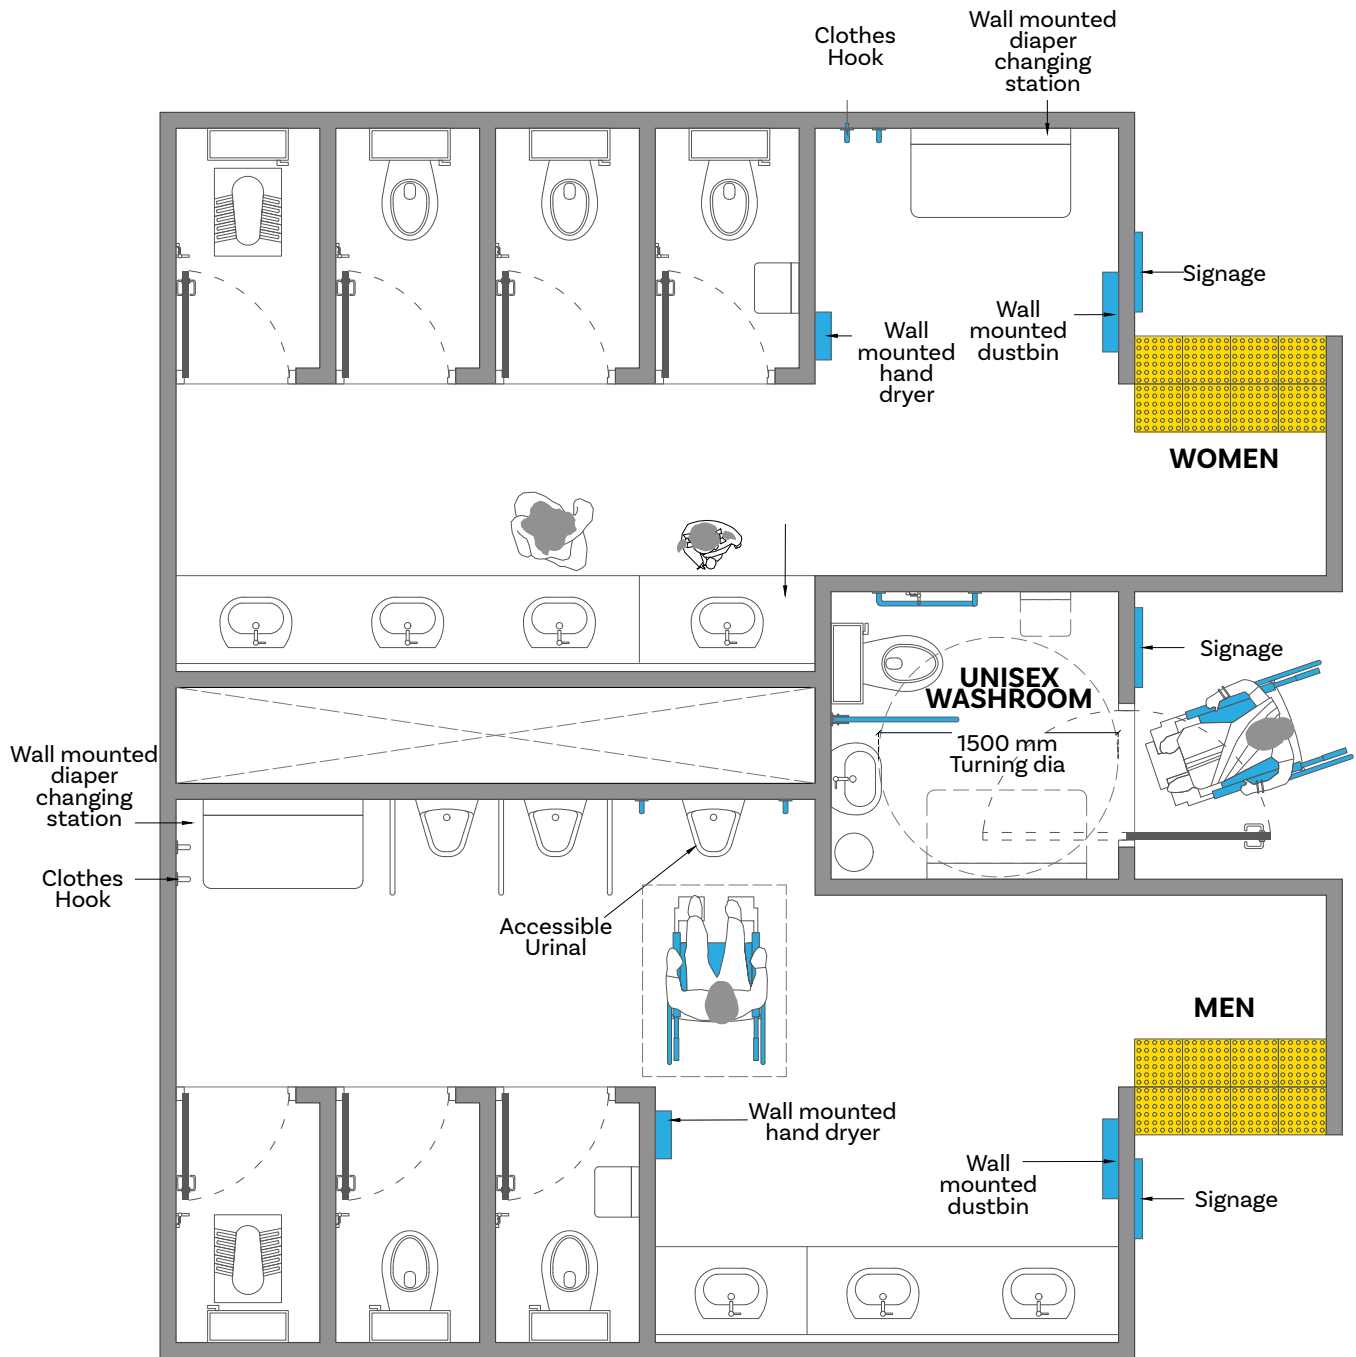 Clothes
Hook
Wall mounted
diaper
changing
station
Signage
Wall
mounted
dustbin
Wall
mounted
hand
dryer
WOMEN
Signage
UNISEX
WASHROOM
1500 mm
Turning dia
Wall mounted
diaper
changing
station
Clothes
Hook
Accessible
Urinal
MEN
Wall mounted
hand dryer
Wall
mounted
dustbin
Signage